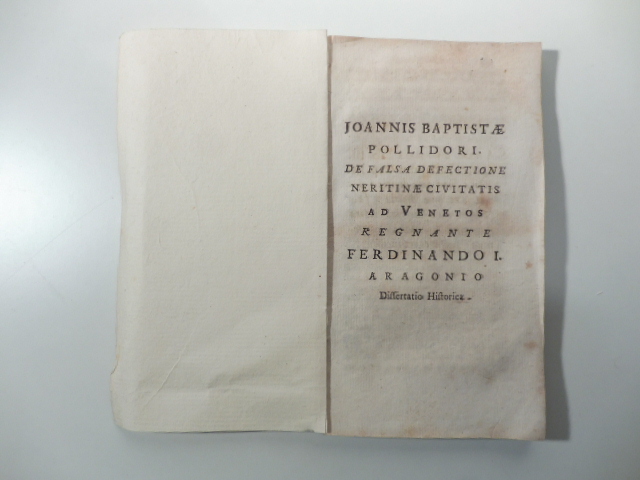 JOANNIS BAPTISTÆ
POLLIDORI.
DE FALSA DEFECTIONE
NERITINÆ CIVITATIS
AD VENETOS
REGNANTE
FERDINANDO I.
ARAGONIO
Dissertatio Historica.